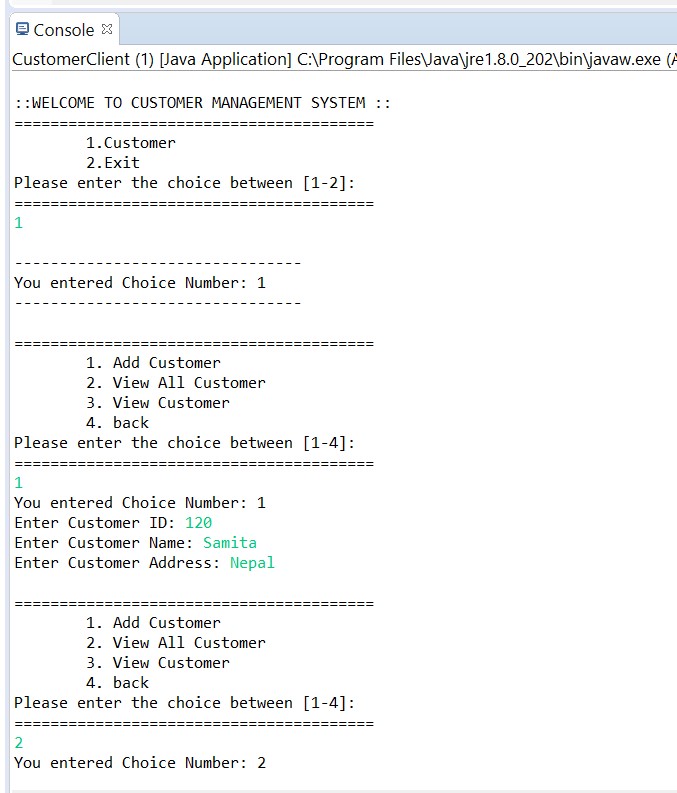 Console
CustomerClient (1) [Java Application] C:\Program Files\Java\jre1.8.0_202\bin\javaw.exe (A
::WELCOME TO CUSTOMER MANAGEMENT SYSTEM ::
========================================
1.Customer
2.Exit
Please enter the choice between [1-2]:
========================================
1
--------------------------------
You entered Choice Number: 1
--------------------------------
========================================
1. Add Customer
2. View All Customer
3. View Customer
4. back
Please enter the choice between [1-4]:
========================================
1
You entered Choice Number: 1
Enter Customer ID: 120
Enter Customer Name: Samita
Enter Customer Address: Nepal
========================================
1. Add Customer
2. View All Customer
3. View Customer
4. back
Please enter the choice between [1-4]:
========================================
2
You entered Choice Number: 2